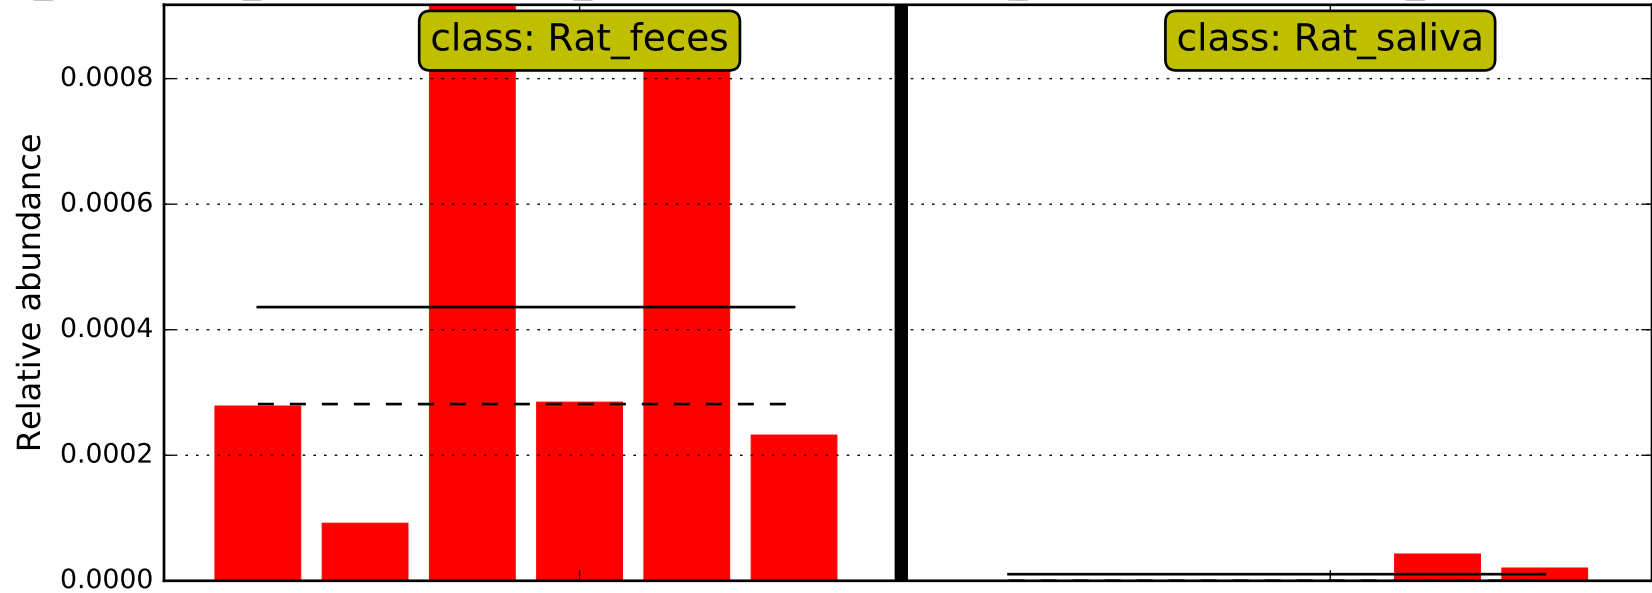 class: Rat_feces
class: Rat_saliva
0.0008
0.0006
0.0004
0.0002
0.0000
Relative abundance